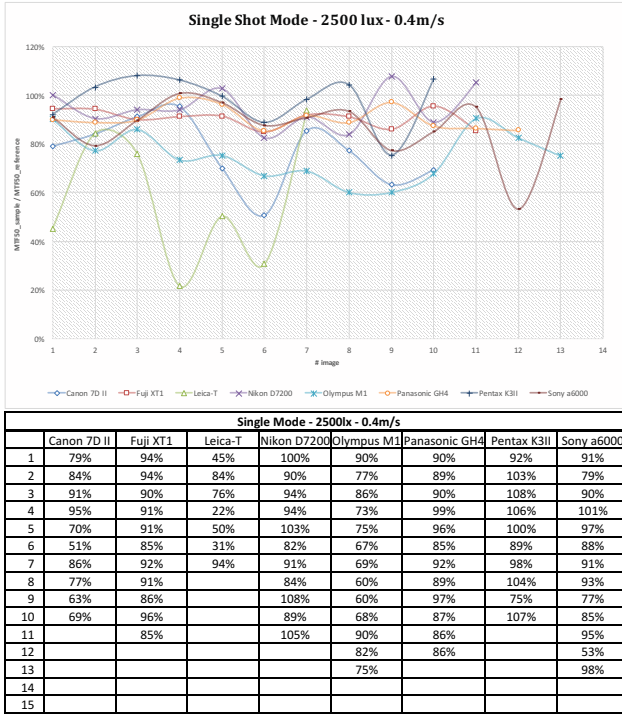 Single Shot Mode - 2500 lux - 0.4m/s
120%
100%
80%
60%
40%
20%
0%
MTF50_sample / MTF50_reference
1 2 3 4 5 6 7 8 9 10 11 12 13 14
# image
Canon 7D II Fuji XT1 Leica-T Nikon D7200 Olympus M1 Panasonic GH4 Pentax K3II Sony a6000
Single Mode - 2500lx - 0.4m/s
Canon 7D II Fuji XT1 Leica-T Nikon D7200 Olympus M1 Panasonic GH4 Pentax K3II Sony a6000
1 79% 94% 45% 100% 90% 90% 92% 91%
2 84% 94% 84% 90% 77% 89% 103% 79%
3 91% 90% 76% 94% 86% 90% 108% 90%
4 95% 91% 22% 94% 73% 99% 106% 101%
5 70% 91% 50% 103% 75% 96% 100% 97%
6 51% 85% 31% 82% 67% 85% 89% 88%
7 86% 92% 94% 91% 69% 92% 98% 91%
8 77% 91% 84% 60% 89% 104% 93%
9 63% 86% 108% 60% 97% 75% 77%
10 69% 96% 89% 68% 87% 107% 85%
11 85% 105% 90% 86% 95%
12 82% 86% 53%
13 75% 98%
14
15